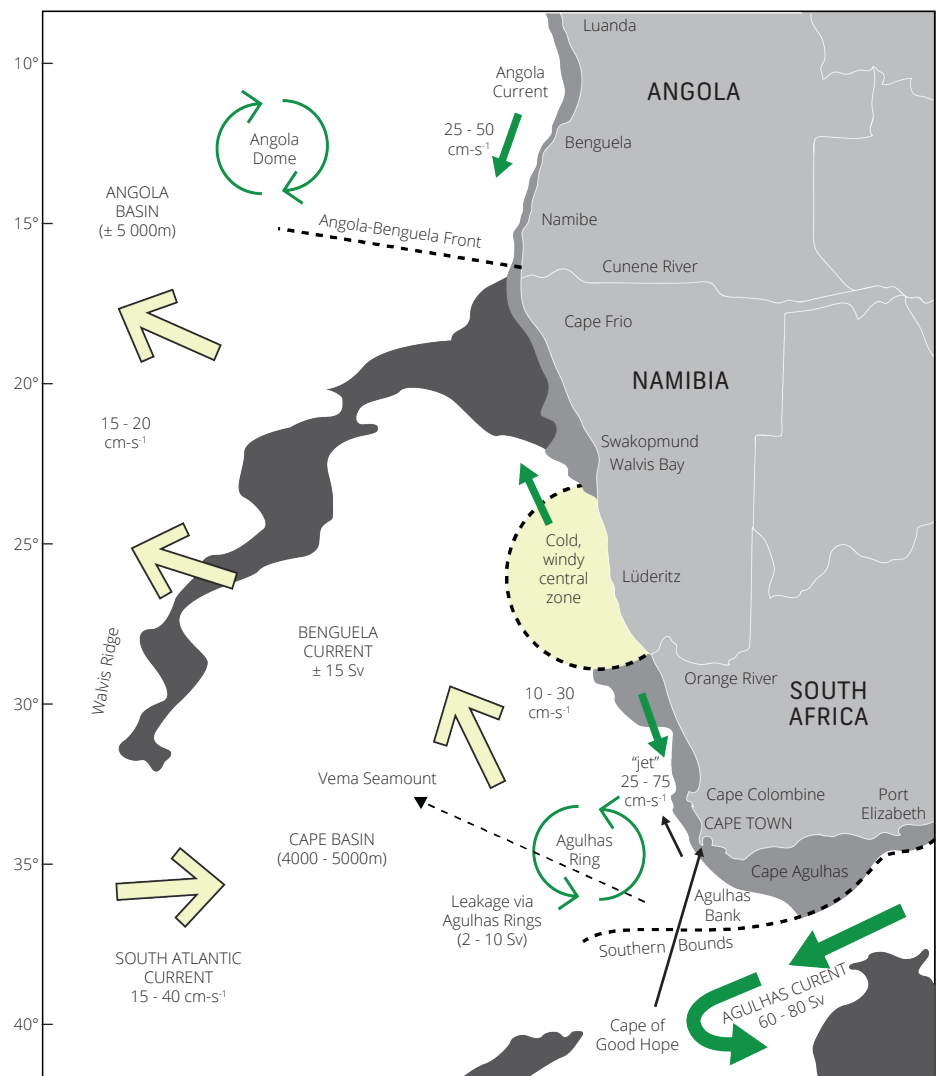 Luanda
10°
Angola
Current
ANGOLA
25 - 50
cm-s⁻¹
Angola
Dome
Benguela
ANGOLA
BASIN
(± 5 000m)
15°
Angola-Benguela Front
Namibe
Cunene River
Cape Frio
20°
NAMIBIA
15 - 20
cm-s⁻¹
Swakopmund
Walvis Bay
25°
Cold,
windy
central
zone
Lüderitz
Walvis Ridge
BENGUELA
CURRENT
± 15 Sv
30°
10 - 30
cm-s⁻¹
Orange River
SOUTH
AFRICA
Vema Seamount
"jet"
25 - 75
cm-s⁻¹
Cape Colombine
CAPE TOWN
Port
Elizabeth
CAPE BASIN
(4000 - 5000m)
35°
Agulhas
Ring
Cape Agulhas
Leakage via
Agulhas Rings
(2 - 10 Sv)
Agulhas
Bank
Southern Bounds
SOUTH ATLANTIC
CURRENT
15 - 40 cm-s⁻¹
AGULHAS CURENT
60 - 80 Sv
40°
Cape of
Good Hope